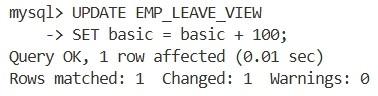 mysql> UPDATE EMP_LEAVE_VIEW
-> SET basic = basic + 100;
Query OK, 1 row affected (0.01 sec)
Rows matched: 1 Changed: 1 Warnings: 0